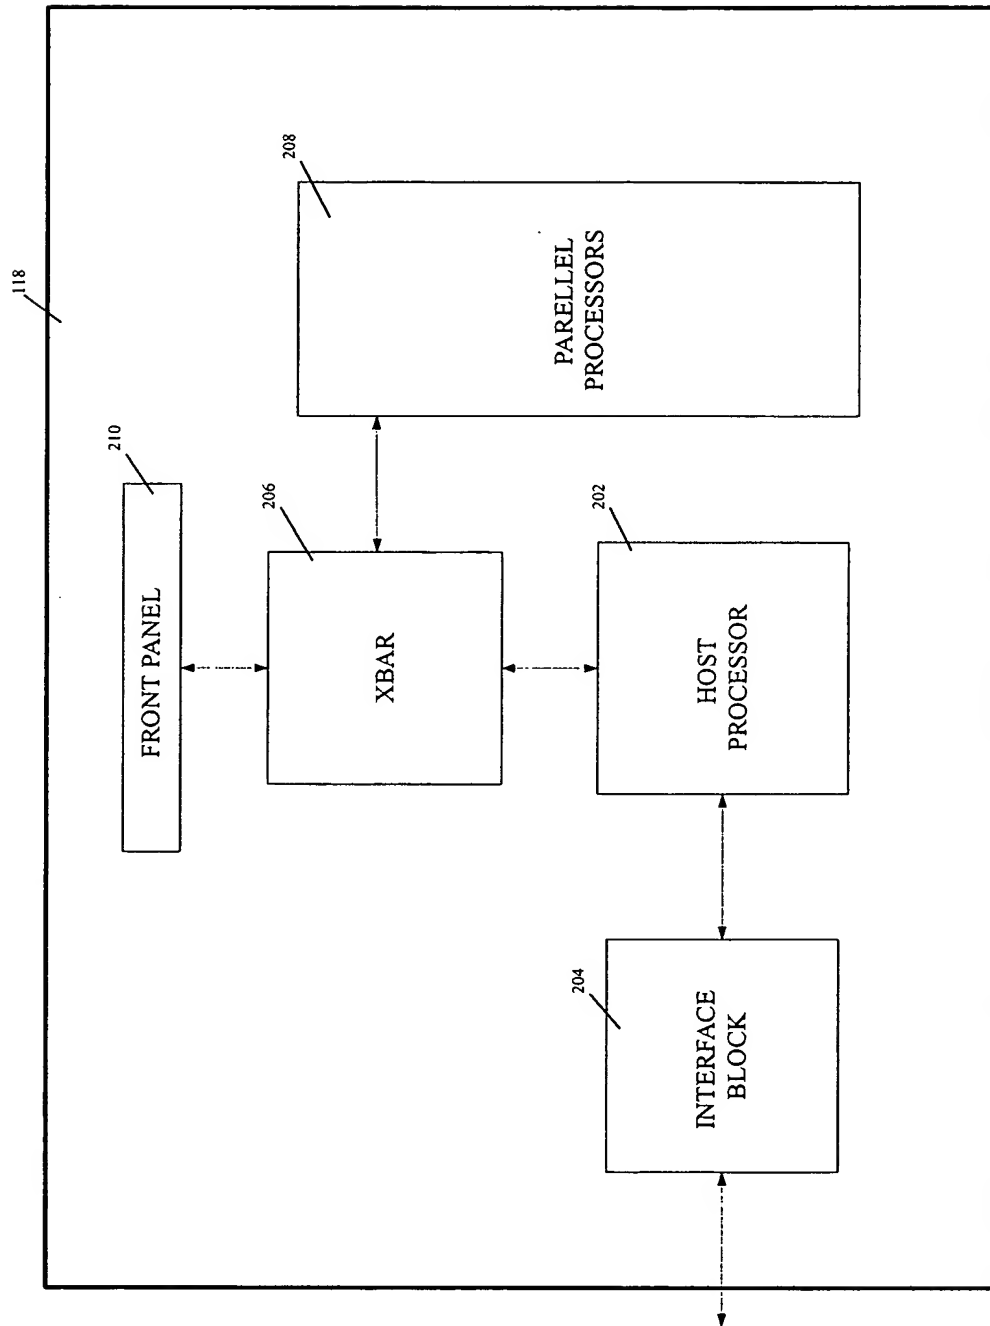 118
210
FRONT PANEL
206
XBAR
208
PARELLEL
PROCESSORS
204
INTERFACE
BLOCK
202
HOST
PROCESSOR